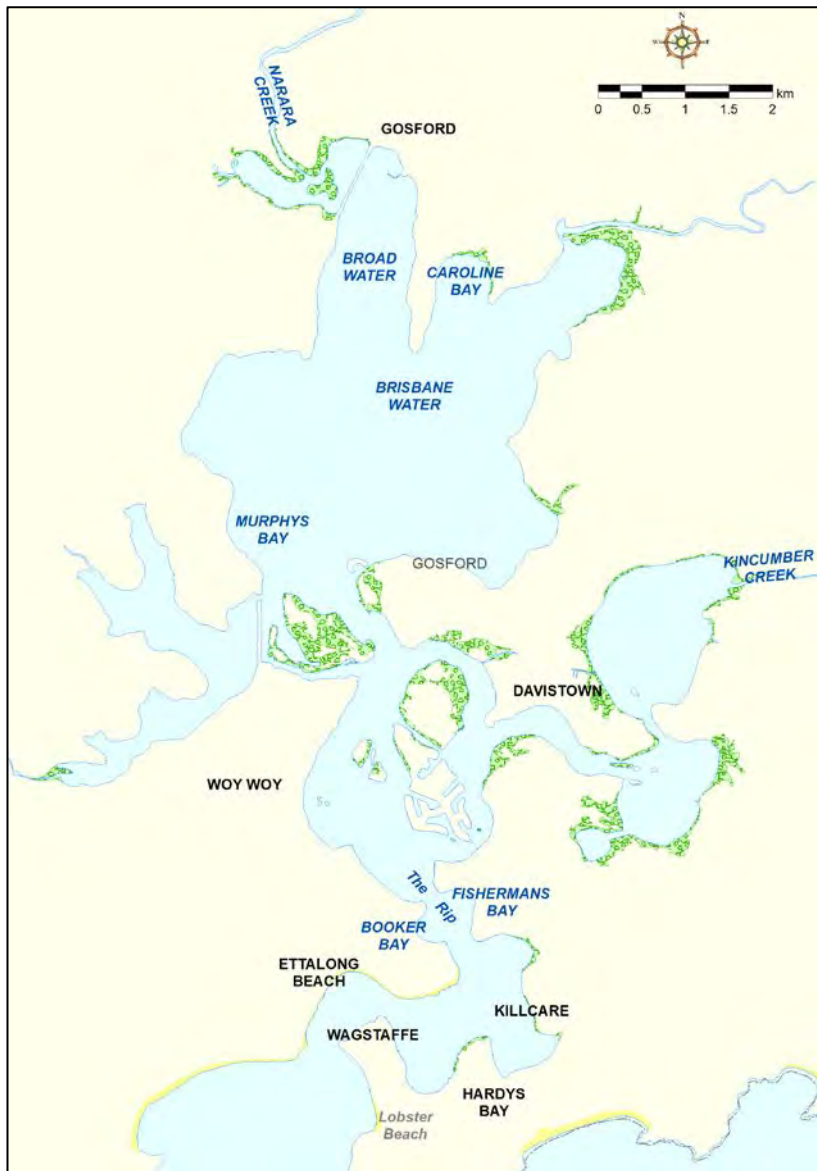 N
W
E
S
km
0 0.5 1 1.5 2
NARARA
CREEK
GOSFORD
BROAD
WATER
CAROLINE
BAY
BRISBANE
WATER
MURPHYS
BAY
GOSFORD
KINCUMBER
CREEK
DAVISTOWN
WOY WOY
The Rip
FISHERMANS
BAY
BOOKER
BAY
ETTALONG
BEACH
KILLCARE
WAGSTAFFE
HARDYS
BAY
Lobster
Beach